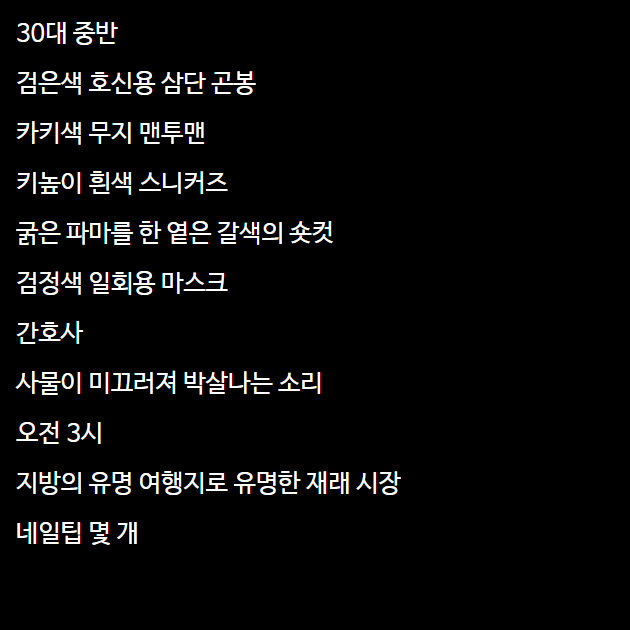 30대 중반
검은색 호신용 삼단 곤봉
카키색 무지 맨투맨
키높이 흰색 스니커즈
굵은 파마를 한 옅은 갈색의 숏컷
검정색 일회용 마스크
간호사
사물이 미끄러져 박살나는 소리
오전 3시
지방의 유명 여행지로 유명한 재래 시장
네일팁 몇 개